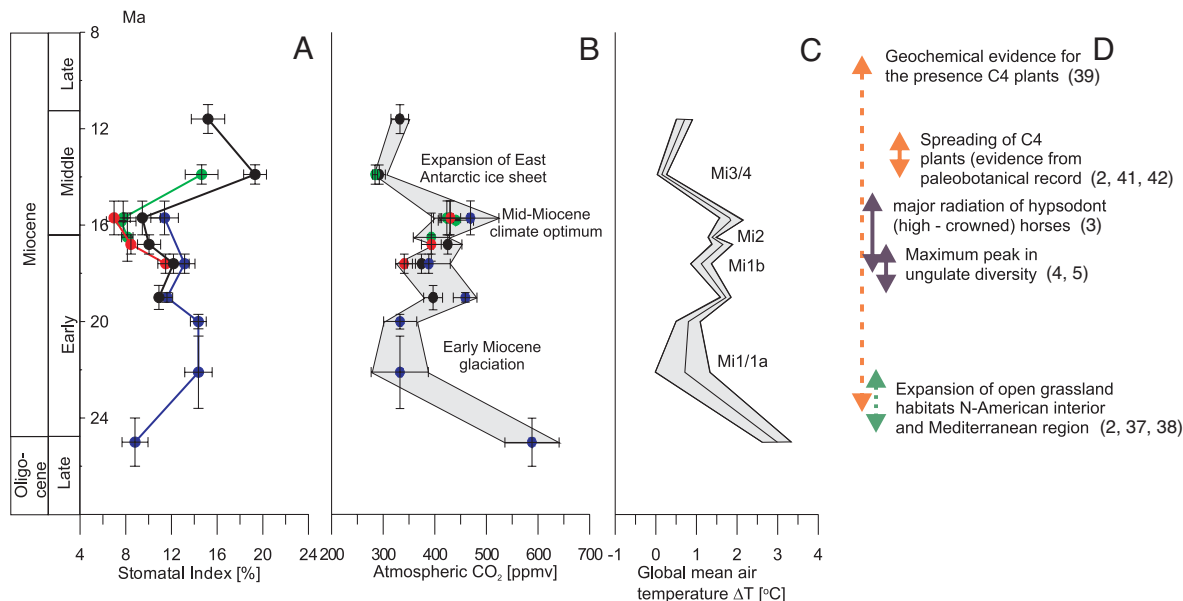 Ma
A
B
C
D
8
12
16
20
24
Late
Middle
Early
Late
Miocene
Oligo-
cene
Expansion of East
Antarctic ice sheet
Mid-Miocene
climate optimum
Early Miocene
glaciation
Mi3/4
Mi2
Mi1b
Mi1/1a
Geochemical evidence for
the presence C4 plants (39)
Spreading of C4
plants (evidence from
paleobotanical record (2, 41, 42)
major radiation of hypsodont
(high - crowned) horses (3)
Maximum peak in
ungulate diversity (4, 5)
Expansion of open grassland
habitats N-American interior
and Mediterranean region (2, 37, 38)
4 8 12 16 20 24
Stomatal Index [%]
200 300 400 500 600 700
Atmospheric CO₂ [ppmv]
-1 0 1 2 3 4
Global mean air
temperature ΔT [°C]